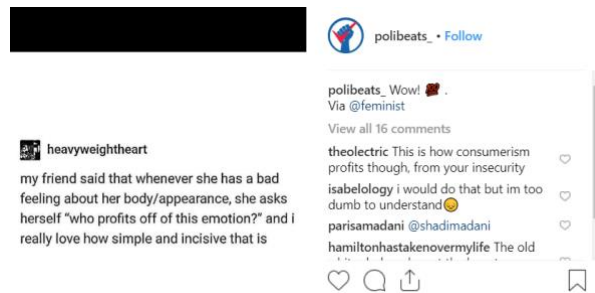 heavyweightheart
my friend said that whenever she has a bad
feeling about her body/appearance, she asks
herself "who profits off of this emotion?" and i
really love how simple and incisive that is
polibeats_ • Follow
polibeats_ Wow! .
Via @feminist
View all 16 comments
theolectric This is how consumerism
profits though, from your insecurity
isabelology i would do that but im too
dumb to understand😞
parisamadani @shadimadani
hamiltonhastakenovermylife The old